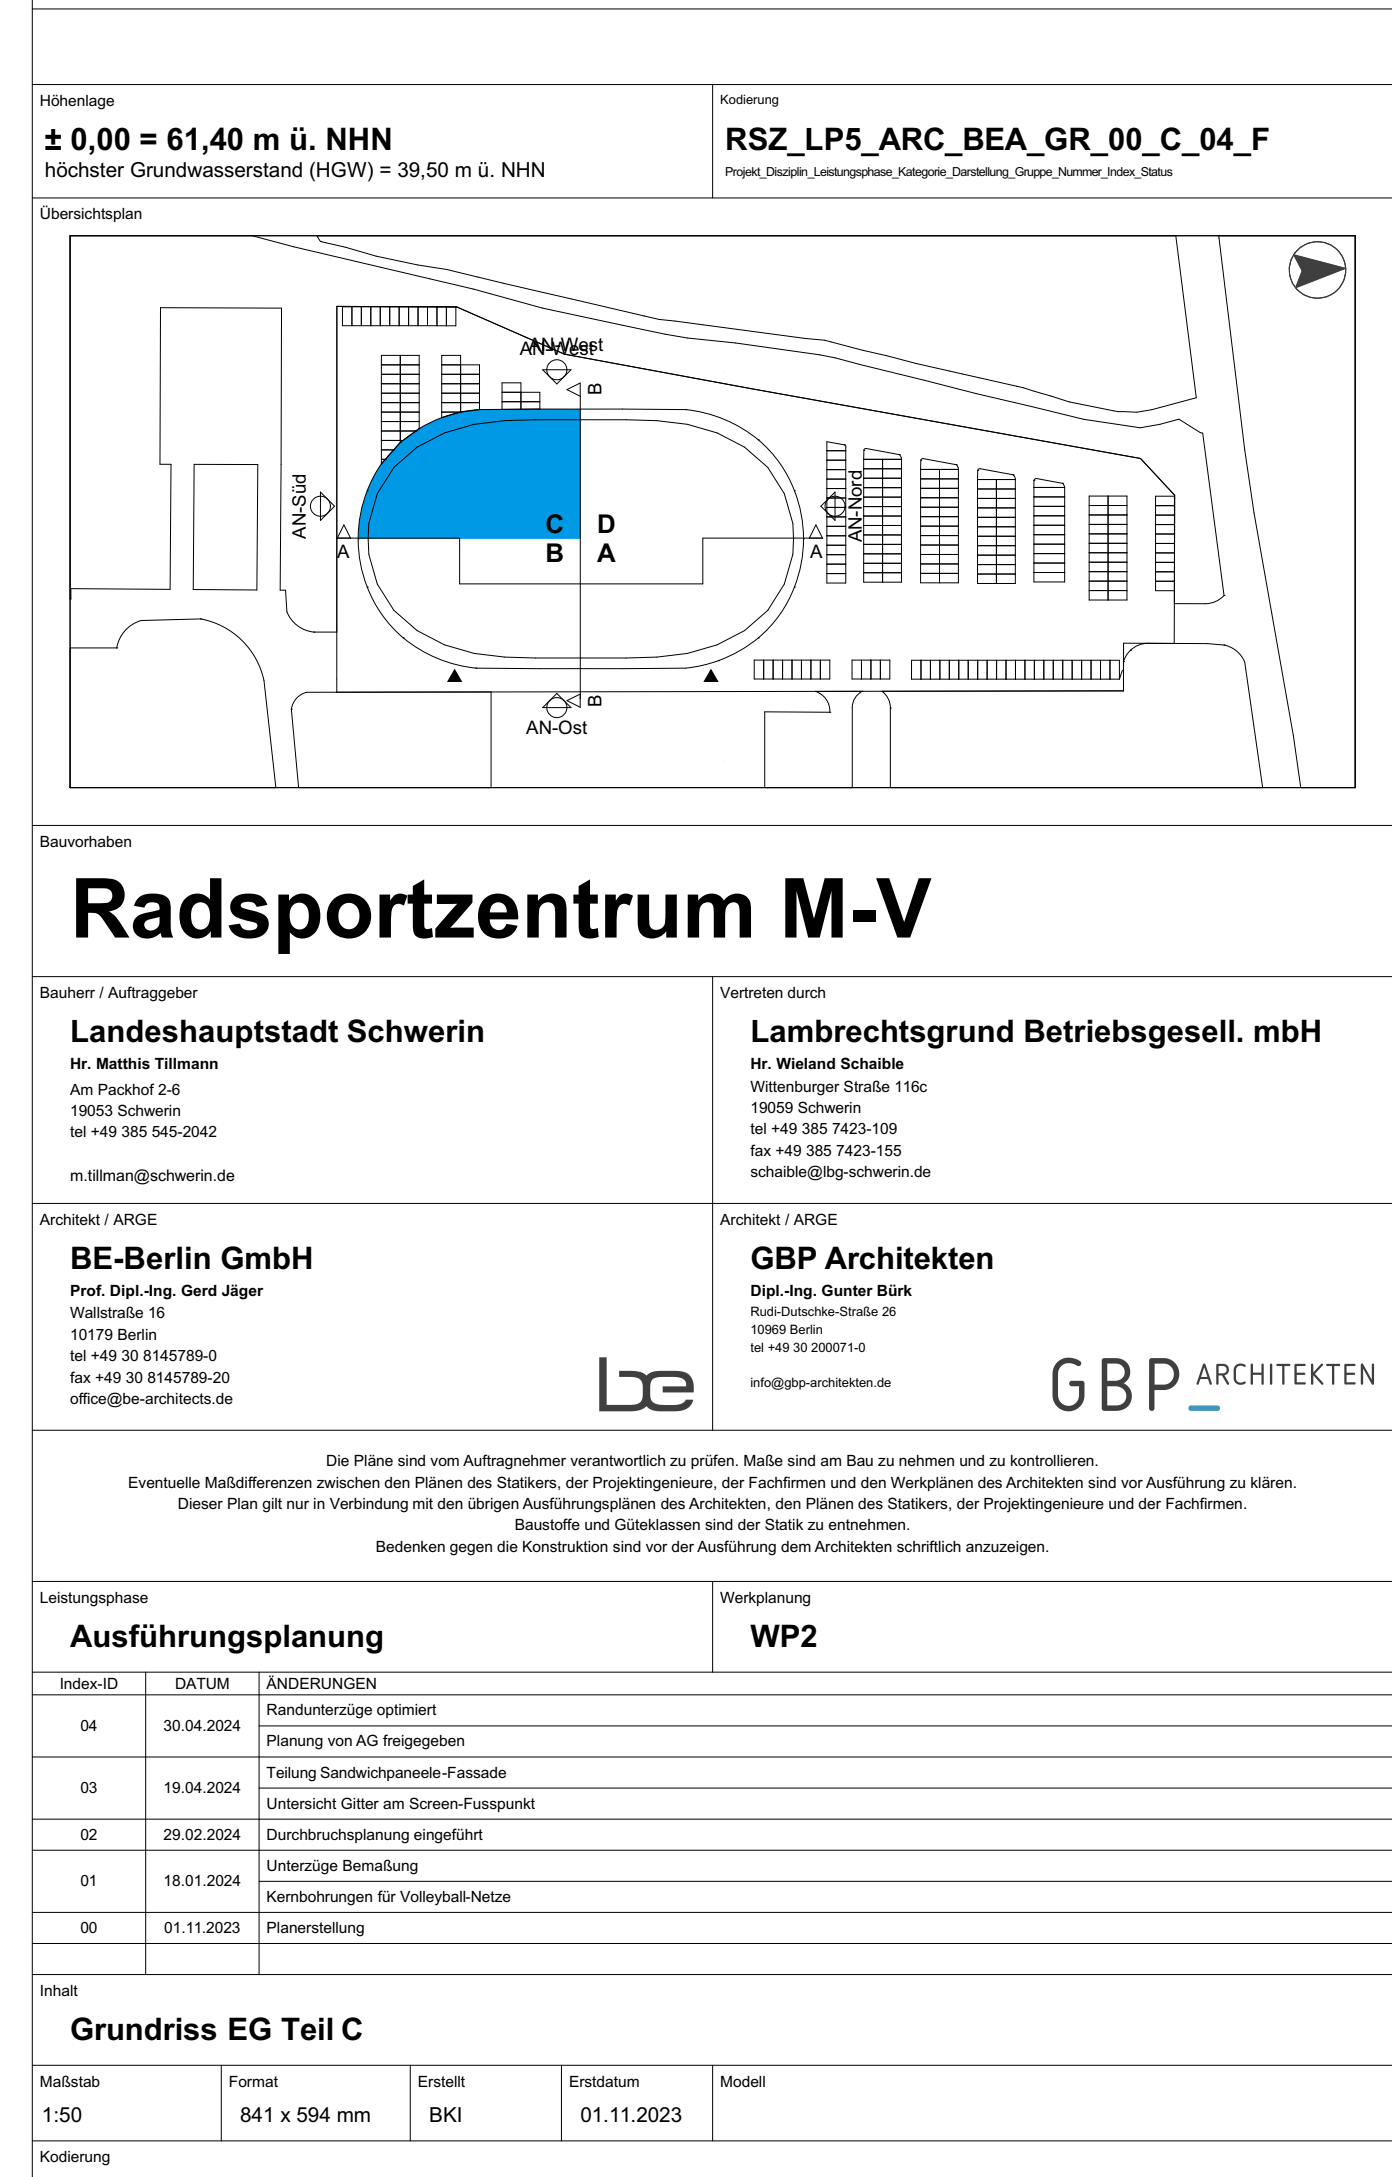 Höhenlage
± 0,00 = 61,40 m ü. NHN
höchster Grundwasserstand (HGW) = 39,50 m ü. NHN
Kodierung
RSZ_LP5_ARC_BEA_GR_00_C_04_F
Projekt_Disziplin_Leistungsphase_Kategorie_Darstellung_Gruppe_Nummer_Index_Status
Übersichtsplan
AN-West
AN-West
B
AN-Süd
AN-Nord
C D
B A
A
A
B
AN-Ost
Bauvorhaben
Radsportzentrum M-V
Bauherr / Auftraggeber
Landeshauptstadt Schwerin
Hr. Matthis Tillmann
Am Packhof 2-6
19053 Schwerin
tel +49 385 545-2042
m.tillman@schwerin.de
Vertreten durch
Lambrechtsgrund Betriebsgesell. mbH
Hr. Wieland Schaible
Wittenburger Straße 116c
19059 Schwerin
tel +49 385 7423-109
fax +49 385 7423-155
schaible@lbg-schwerin.de
Architekt / ARGE
BE-Berlin GmbH
Prof. Dipl.-Ing. Gerd Jäger
Wallstraße 16
10179 Berlin
tel +49 30 8145789-0
fax +49 30 8145789-20
office@be-architects.de
be
Architekt / ARGE
GBP Architekten
Dipl.-Ing. Gunter Bürk
Rudi-Dutschke-Straße 26
10969 Berlin
tel +49 30 200071-0
info@gbp-architekten.de
GBP_ARCHITEKTEN
Die Pläne sind vom Auftragnehmer verantwortlich zu prüfen. Maße sind am Bau zu nehmen und zu kontrollieren.
Eventuelle Maßdifferenzen zwischen den Plänen des Statikers, der Projektingenieure, der Fachfirmen und den Werkplänen des Architekten sind vor Ausführung zu klären.
Dieser Plan gilt nur in Verbindung mit den übrigen Ausführungsplänen des Architekten, den Plänen des Statikers, der Projektingenieure und der Fachfirmen.
Baustoffe und Güteklassen sind der Statik zu entnehmen.
Bedenken gegen die Konstruktion sind vor der Ausführung dem Architekten schriftlich anzuzeigen.
Leistungsphase
Ausführungsplanung
Werkplanung
WP2
Index-ID DATUM ÄNDERUNGEN
04 30.04.2024 Randunterzüge optimiert
Planung von AG freigegeben
03 19.04.2024 Teilung Sandwichpaneele-Fassade
Untersicht Gitter am Screen-Fusspunkt
02 29.02.2024 Durchbruchsplanung eingeführt
01 18.01.2024 Unterzüge Bemaßung
Kernbohrungen für Volleyball-Netze
00 01.11.2023 Planerstellung
Inhalt
Grundriss EG Teil C
Maßstab Format Erstellt Erstdatum Modell
1:50 841 x 594 mm BKI 01.11.2023
Kodierung